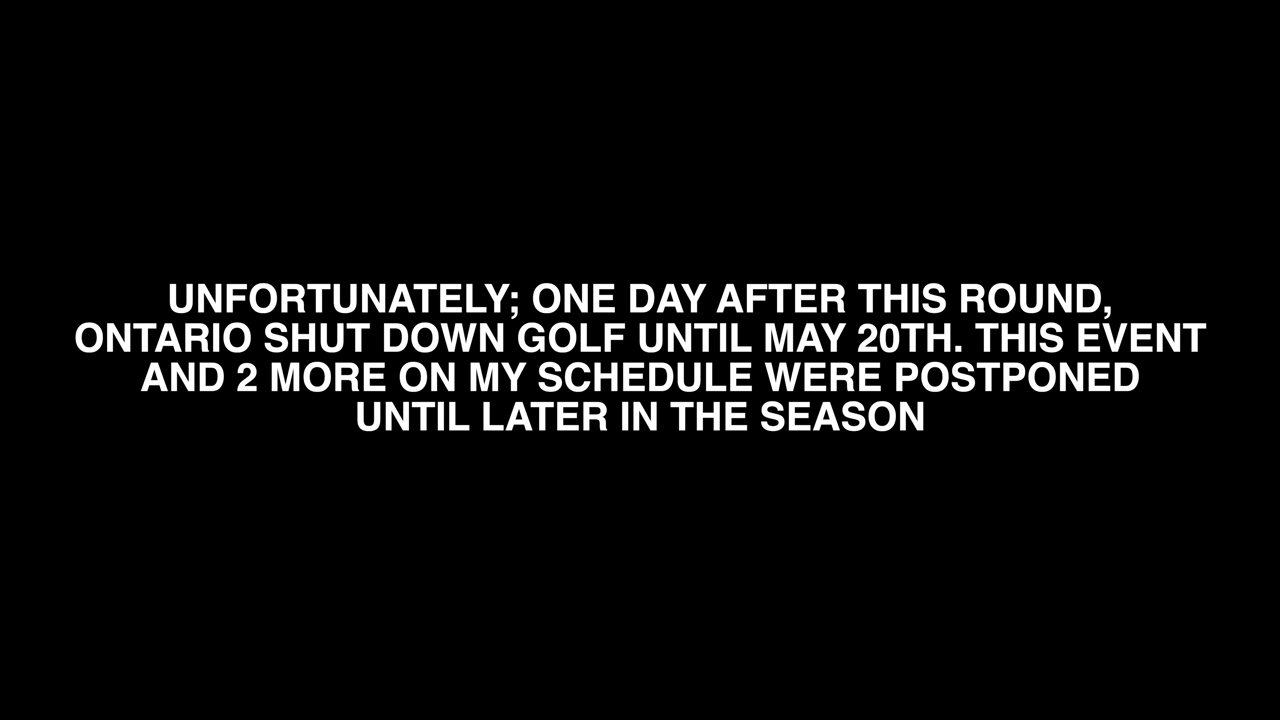 UNFORTUNATELY; ONE DAY AFTER THIS ROUND,
ONTARIO SHUT DOWN GOLF UNTIL MAY 20TH. THIS EVENT
AND 2 MORE ON MY SCHEDULE WERE POSTPONED
UNTIL LATER IN THE SEASON